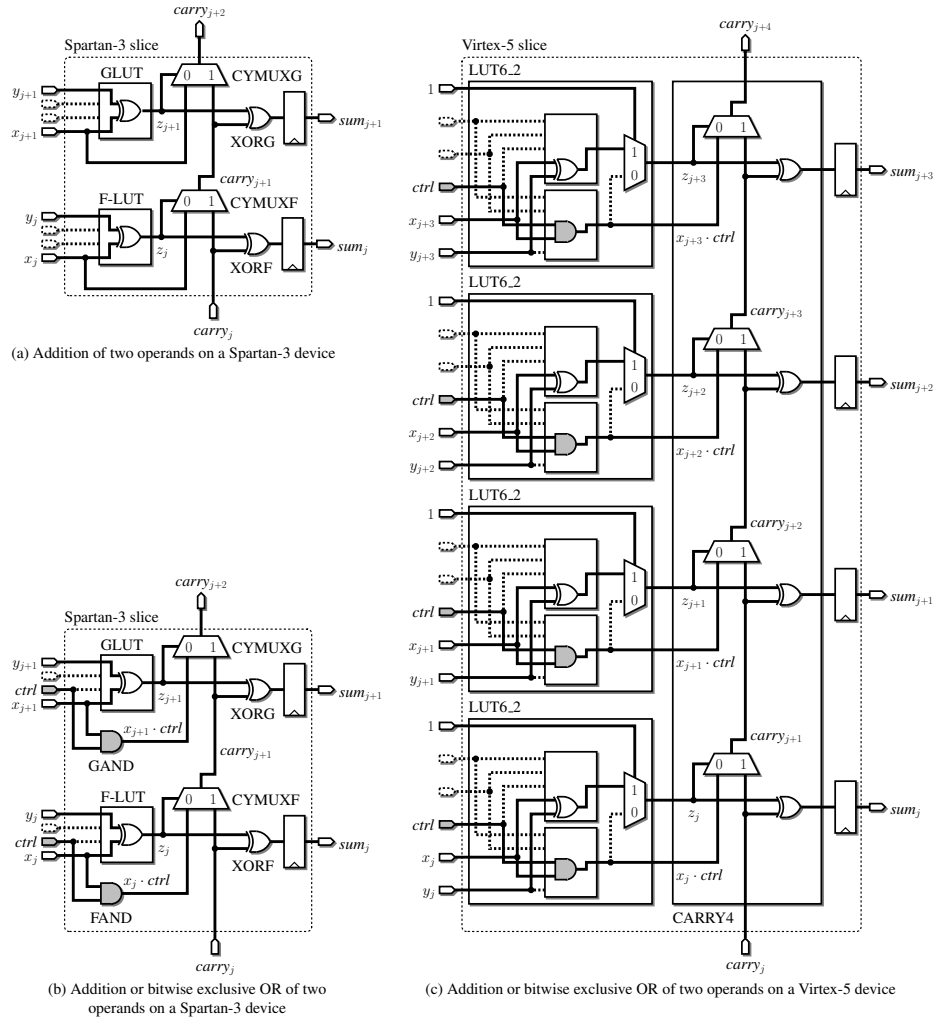 carry_{j+2}
Spartan-3 slice
GLUT
0 1
CYMUXG
y_{j+1}
x_{j+1}
z_{j+1}
XORG
sum_{j+1}
carry_{j+1}
F-LUT
0 1
CYMUXF
y_j
x_j
z_j
XORF
sum_j
carry_j
(a) Addition of two operands on a Spartan-3 device
carry_{j+2}
Spartan-3 slice
GLUT
0 1
CYMUXG
y_{j+1}
ctrl
x_{j+1}
z_{j+1}
XORG
sum_{j+1}
x_{j+1} · ctrl
GAND
carry_{j+1}
F-LUT
0 1
CYMUXF
y_j
ctrl
x_j
z_j
XORF
sum_j
x_j · ctrl
FAND
carry_j
(b) Addition or bitwise exclusive OR of two
operands on a Spartan-3 device
carry_{j+4}
Virtex-5 slice
LUT6_2
1
0 1
1
0
ctrl
z_{j+3}
sum_{j+3}
x_{j+3}
x_{j+3} · ctrl
y_{j+3}
LUT6_2
1
carry_{j+3}
0 1
1
0
ctrl
z_{j+2}
sum_{j+2}
x_{j+2}
x_{j+2} · ctrl
y_{j+2}
LUT6_2
1
carry_{j+2}
0 1
1
0
ctrl
z_{j+1}
sum_{j+1}
x_{j+1}
x_{j+1} · ctrl
y_{j+1}
LUT6_2
1
carry_{j+1}
0 1
1
0
ctrl
z_j
sum_j
x_j
x_j · ctrl
y_j
CARRY4
carry_j
(c) Addition or bitwise exclusive OR of two operands on a Virtex-5 device